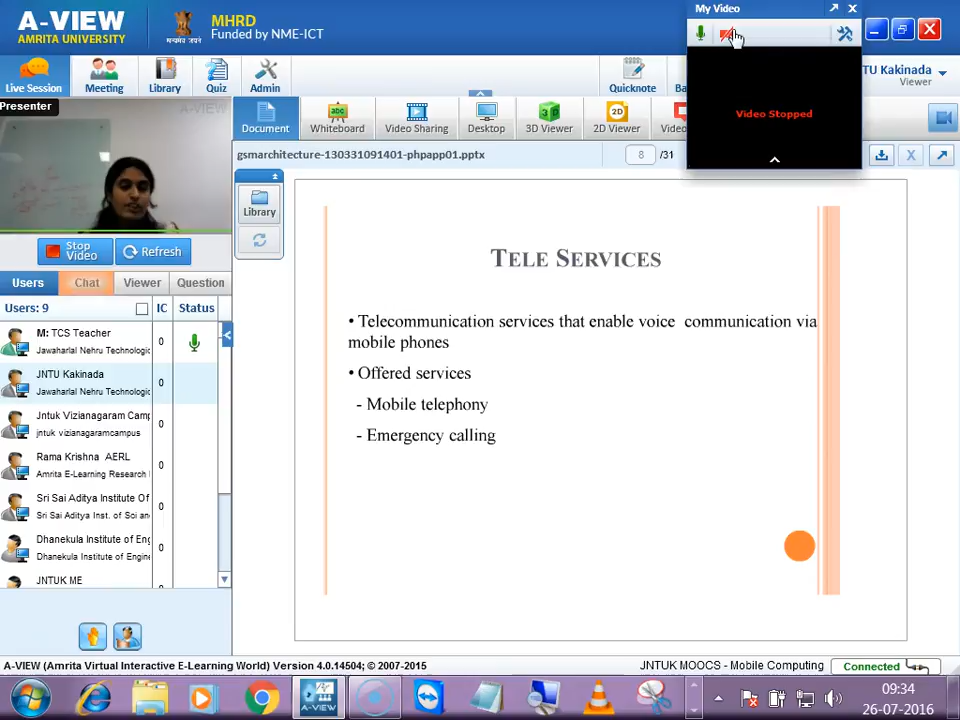 A-VIEW
AMRITA UNIVERSITY
MHRD
Funded by NME-ICT
My Video
Live Session
Meeting
Library
Quiz
Admin
Quicknote
TU Kakinada
Viewer
Presenter
A-VIEW
Document
Whiteboard
Video Sharing
Desktop
3D Viewer
2D Viewer
Video
Video Stopped
gsmarchitecture-130331091401-phpapp01.pptx
8 /31
Library
Stop Video
Refresh
Users
Chat
Viewer
Question
Users: 9
IC
Status
M: TCS Teacher
Jawaharlal Nehru Technologic
0
JNTU Kakinada
Jawaharlal Nehru Technologic
0
Jntuk Vizianagaram Camp
jntuk vizianagaramcampus
0
Rama Krishna AERL
Amrita E-Learning Research
0
Sri Sai Aditya Institute Of
Sri Sai Aditya Inst. of Sci an
0
Dhanekula Institute of Eng
Dhanekula Institute of Engine
0
JNTUK ME
TELE SERVICES
• Telecommunication services that enable voice communication via
mobile phones
• Offered services
- Mobile telephony
- Emergency calling
A-VIEW (Amrita Virtual Interactive E-Learning World) Version 4.0.14504; © 2007-2015
JNTUK MOOCS - Mobile Computing
Connected
A-VIEW
09:34
26-07-2016